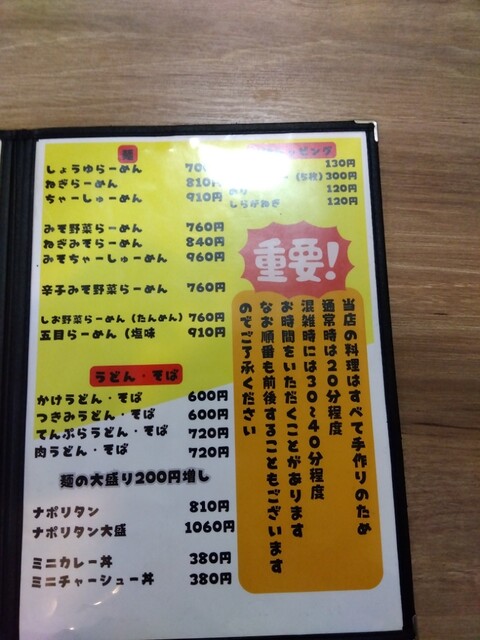 麺
しょうゆらーめん
ねぎらーめん 810円
ちゃーしゅーめん 910円
みそ野菜らーめん 760円
ねぎみそらーめん 840円
みそちゃーしゅーめん 960円
辛子みそ野菜らーめん 760円
しお野菜らーめん(たんめん) 760円
五目らーめん(塩味 910円
うどん・そば
かけうどん・そば 600円
つきみうどん・そば 600円
てんぷらうどん・そば 720円
肉うどん・そば 720円
麺の大盛り200円増し
ナポリタン 810円
ナポリタン大盛 1060円
ミニカレー丼 380円
ミニチャーシュー丼 380円
ッピング
130円
(5枚) 300円
のり 120円
しらがねぎ 120円
重要!
当店の料理はすべて手作りのため
通常時は20分程度
混雑時には30~40分程度
お時間をいただくことがあります
なお順番も前後することもございます
のでご了承ください